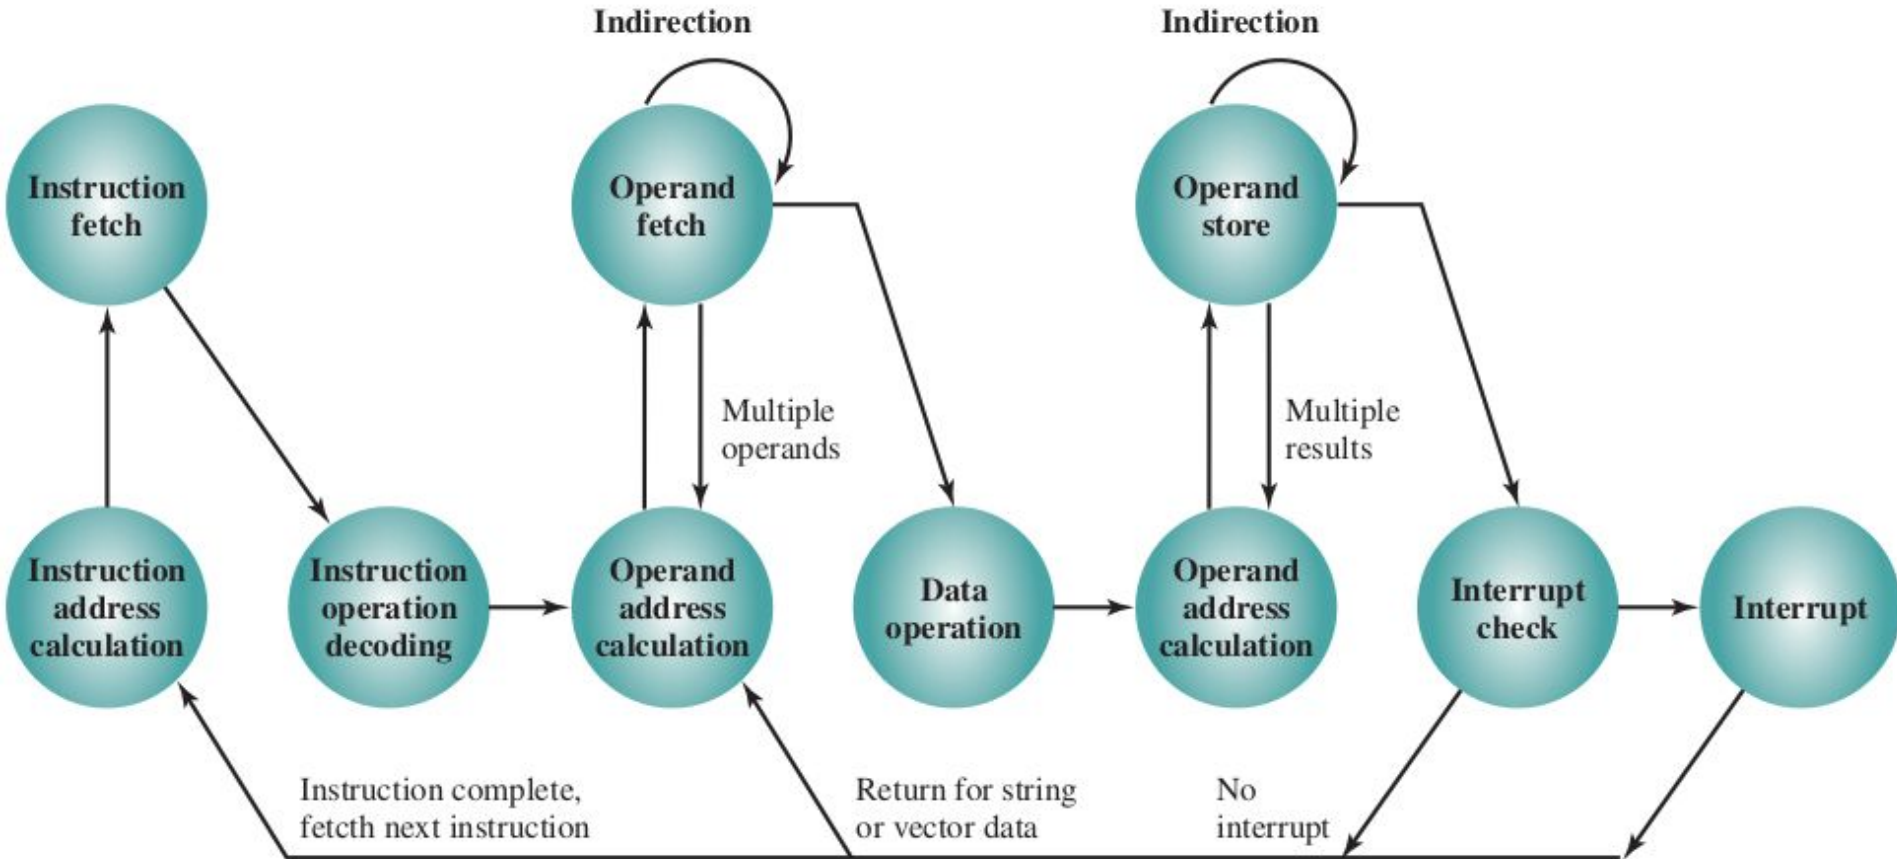 Indirection
Indirection
Instruction
fetch
Operand
fetch
Operand
store
Multiple
operands
Multiple
results
Instruction
address
calculation
Instruction
operation
decoding
Operand
address
calculation
Data
operation
Operand
address
calculation
Interrupt
check
Interrupt
Instruction complete,
fetcth next instruction
Return for string
or vector data
No
interrupt